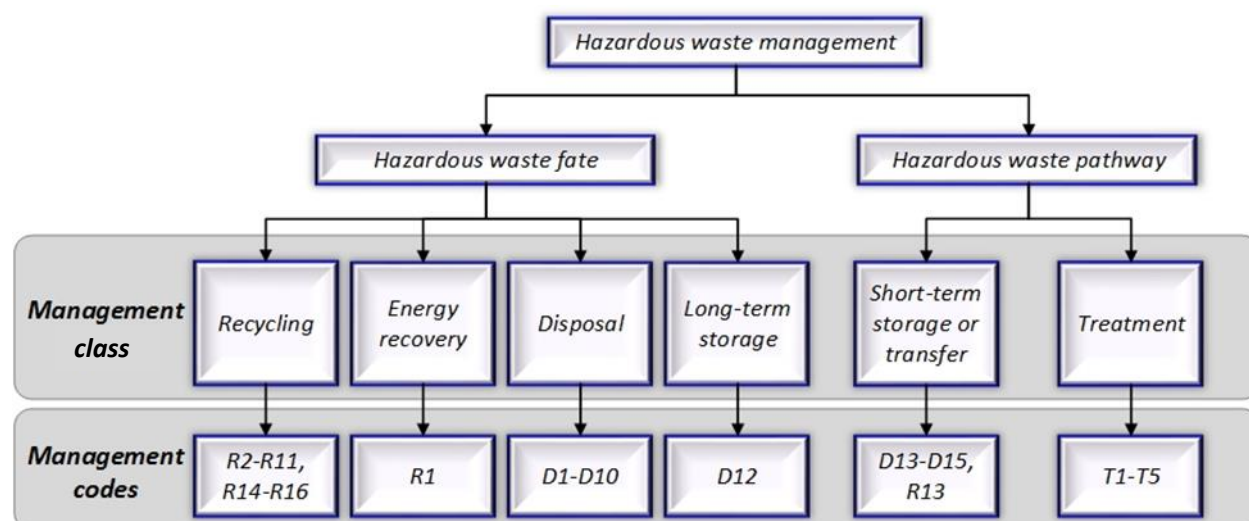 Hazardous waste management
Hazardous waste fate
Hazardous waste pathway
Management
class
Recycling
Energy
recovery
Disposal
Long-term
storage
Short-term
storage or
transfer
Treatment
Management
codes
R2-R11,
R14-R16
R1
D1-D10
D12
D13-D15,
R13
T1-T5